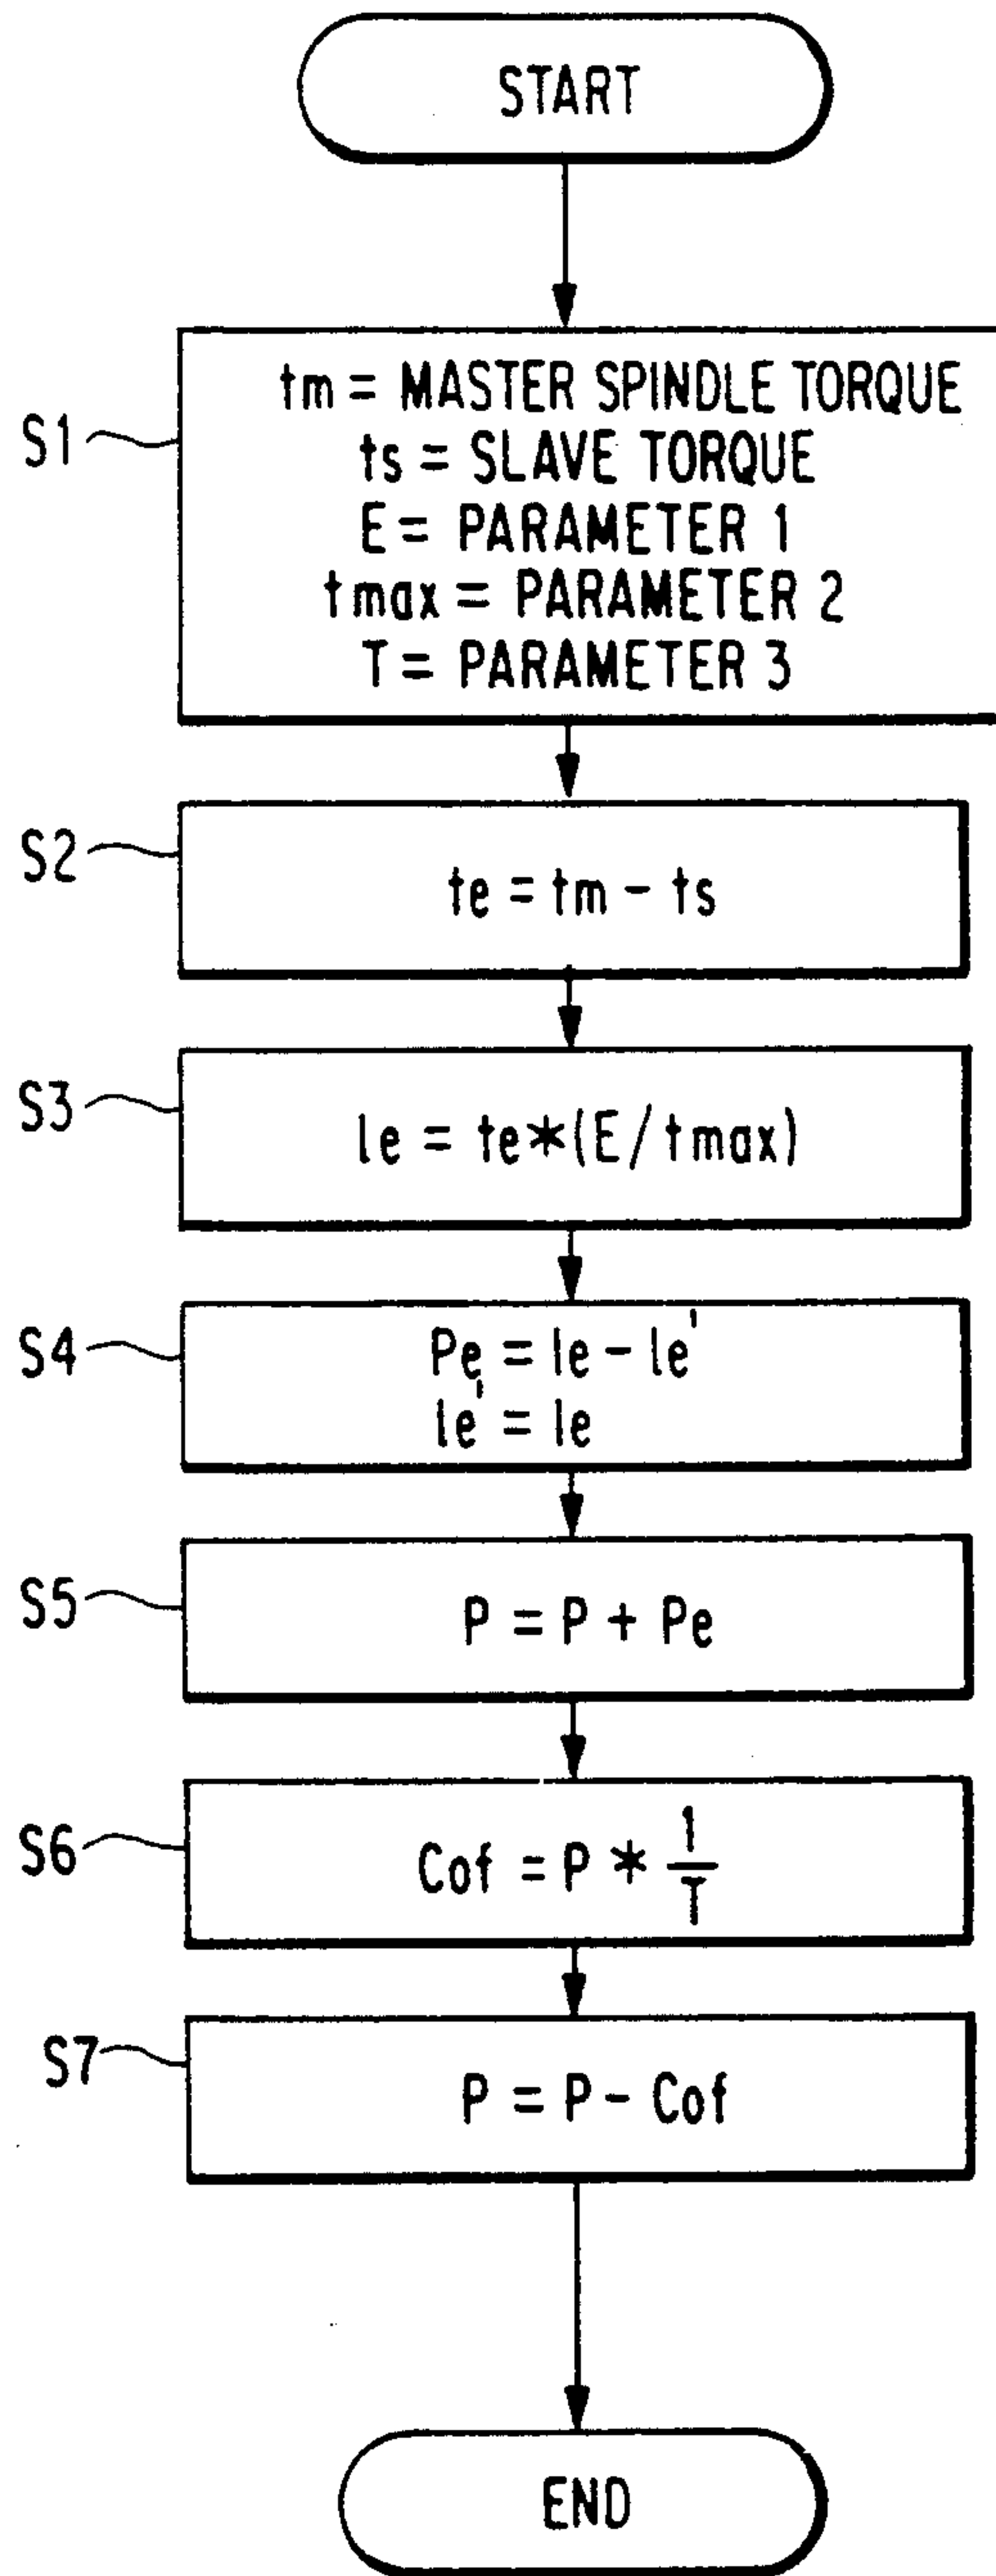 START
S1
tm = MASTER SPINDLE TORQUE
ts = SLAVE TORQUE
E = PARAMETER 1
tmax = PARAMETER 2
T = PARAMETER 3
S2
te = tm - ts
S3
le = te*(E/tmax)
S4
Pe = le - le'
le' = le
S5
P = P + Pe
S6
Cof = P * 1/T
S7
P = P - Cof
END